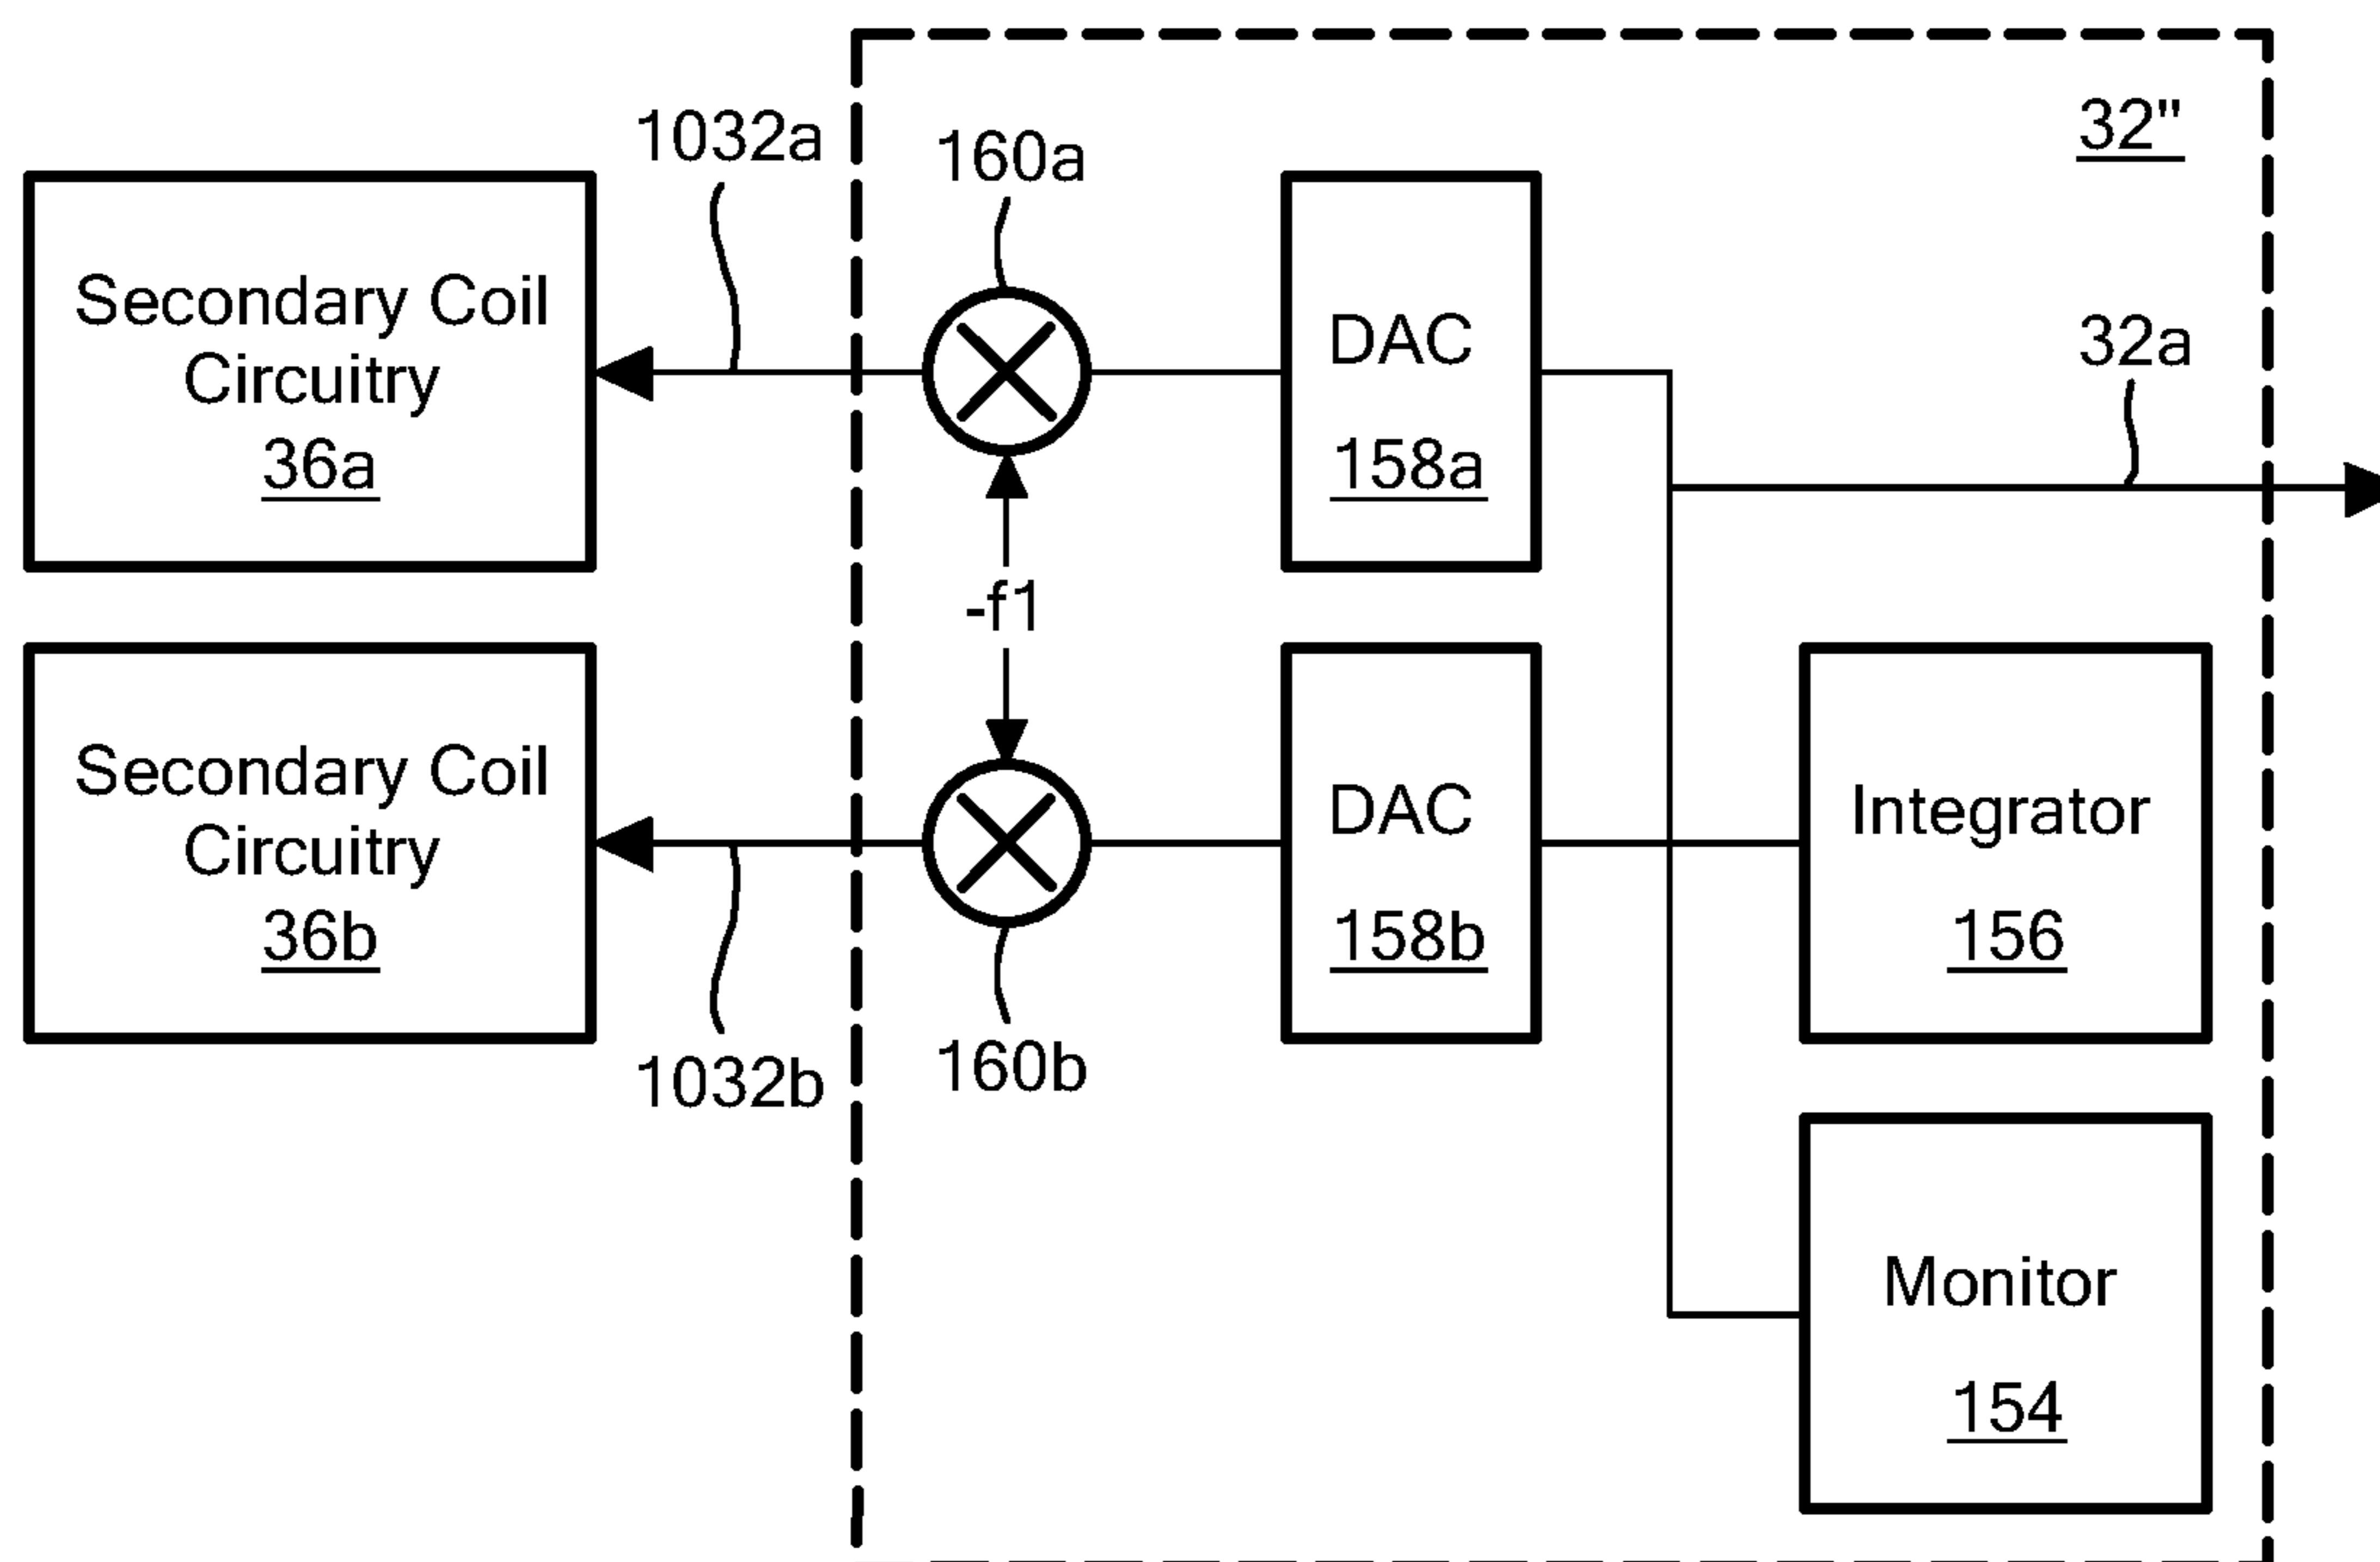 32"
1032a
160a
Secondary Coil
Circuitry
36a
DAC
158a
32a
-f1
Secondary Coil
Circuitry
36b
DAC
158b
Integrator
156
1032b
160b
Monitor
154